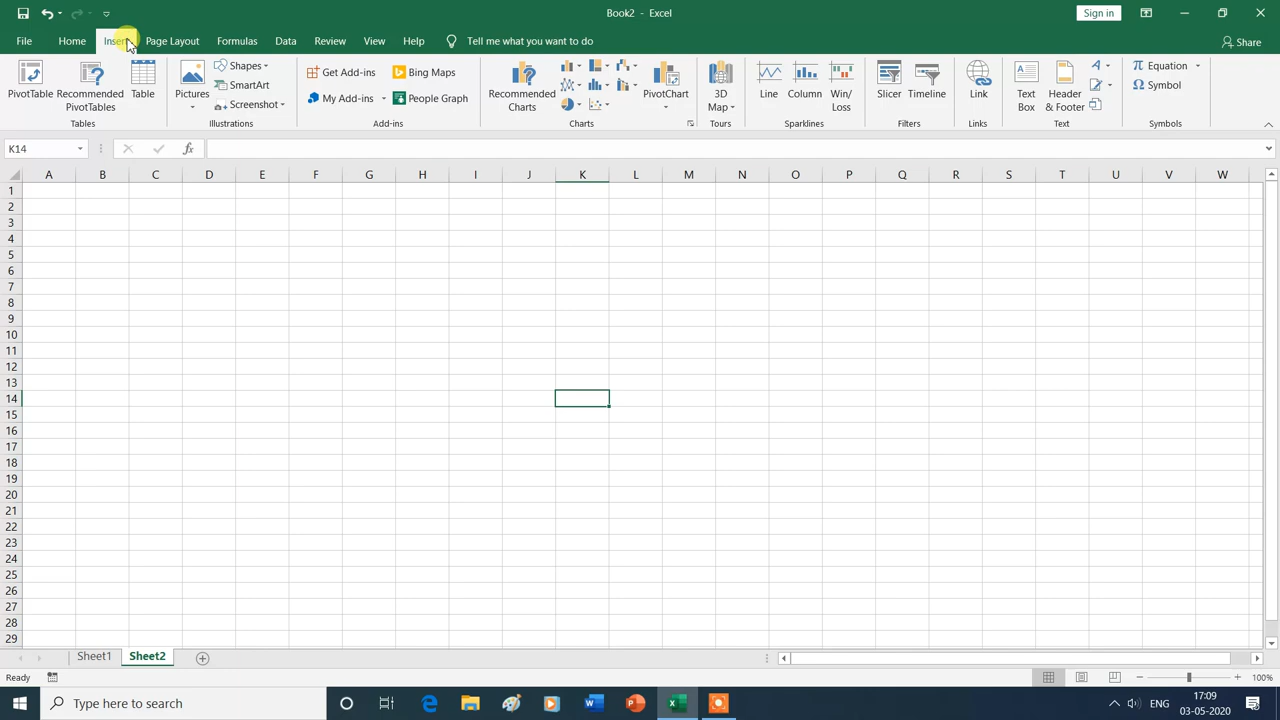 Book2 - Excel
Sign in
File Home Insert Page Layout Formulas Data Review View Help Tell me what you want to do Share
PivotTable
Recommended PivotTables
Table
Tables
Pictures
Shapes
SmartArt
Screenshot
Illustrations
Get Add-ins
My Add-ins
Bing Maps
People Graph
Add-ins
Recommended Charts
PivotChart
Charts
3D Map
Tours
Line
Column
Win/Loss
Sparklines
Slicer
Timeline
Filters
Link
Links
Text Box
Header & Footer
Text
Equation
Symbol
Symbols
K14
fx
A B C D E F G H I J K L M N O P Q R S T U V W
1
2
3
4
5
6
7
8
9
10
11
12
13
14
15
16
17
18
19
20
21
22
23
24
25
26
27
28
29
Sheet1 Sheet2
Ready
100%
Type here to search
ENG
17:09
03-05-2020